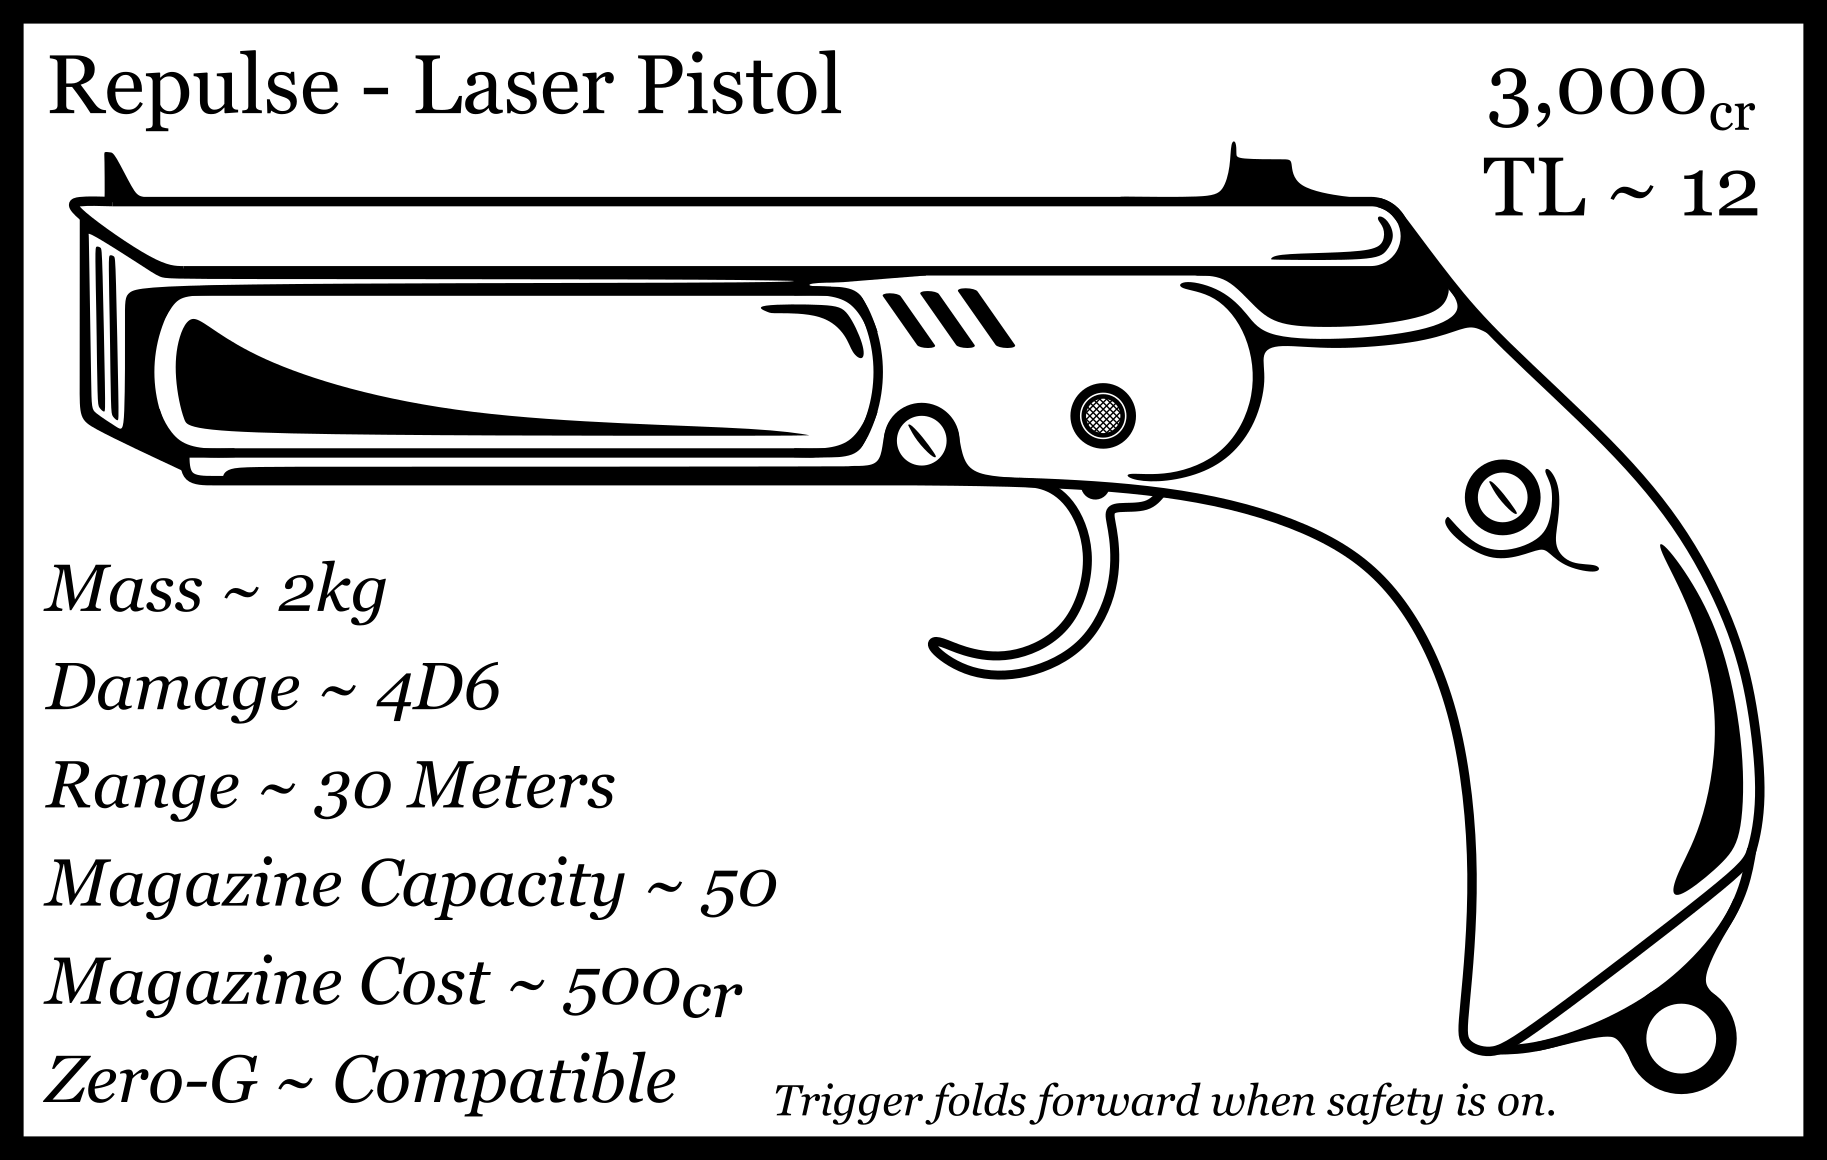 Repulse - Laser Pistol
3,000cr
TL ~ 12
Mass ~ 2kg
Damage ~ 4D6
Range ~ 30 Meters
Magazine Capacity ~ 50
Magazine Cost ~ 500cr
Zero-G ~ Compatible
Trigger folds forward when safety is on.